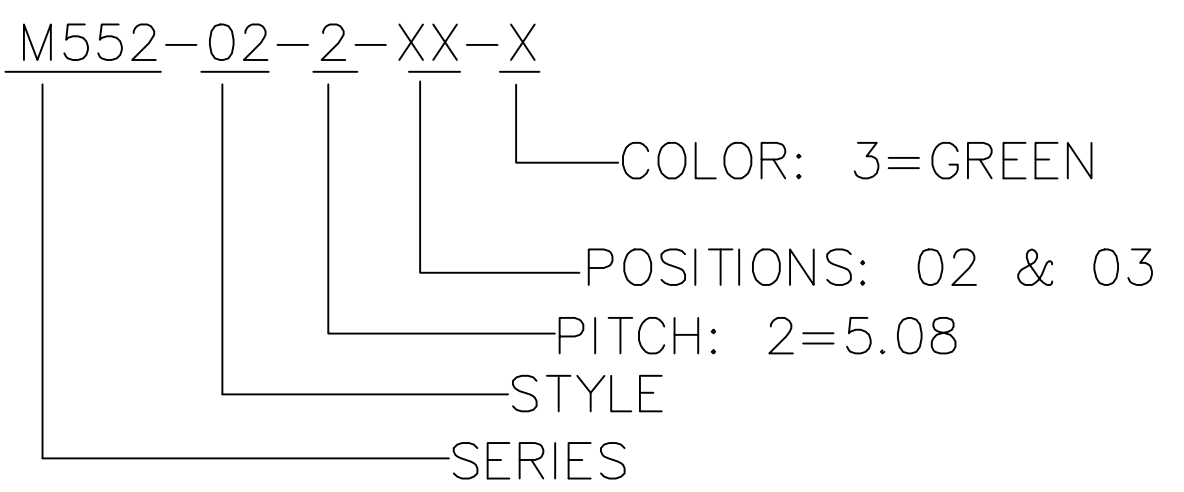 M552-02-2-XX-X
COLOR: 3=GREEN
POSITIONS: 02 & 03
PITCH: 2=5.08
STYLE
SERIES